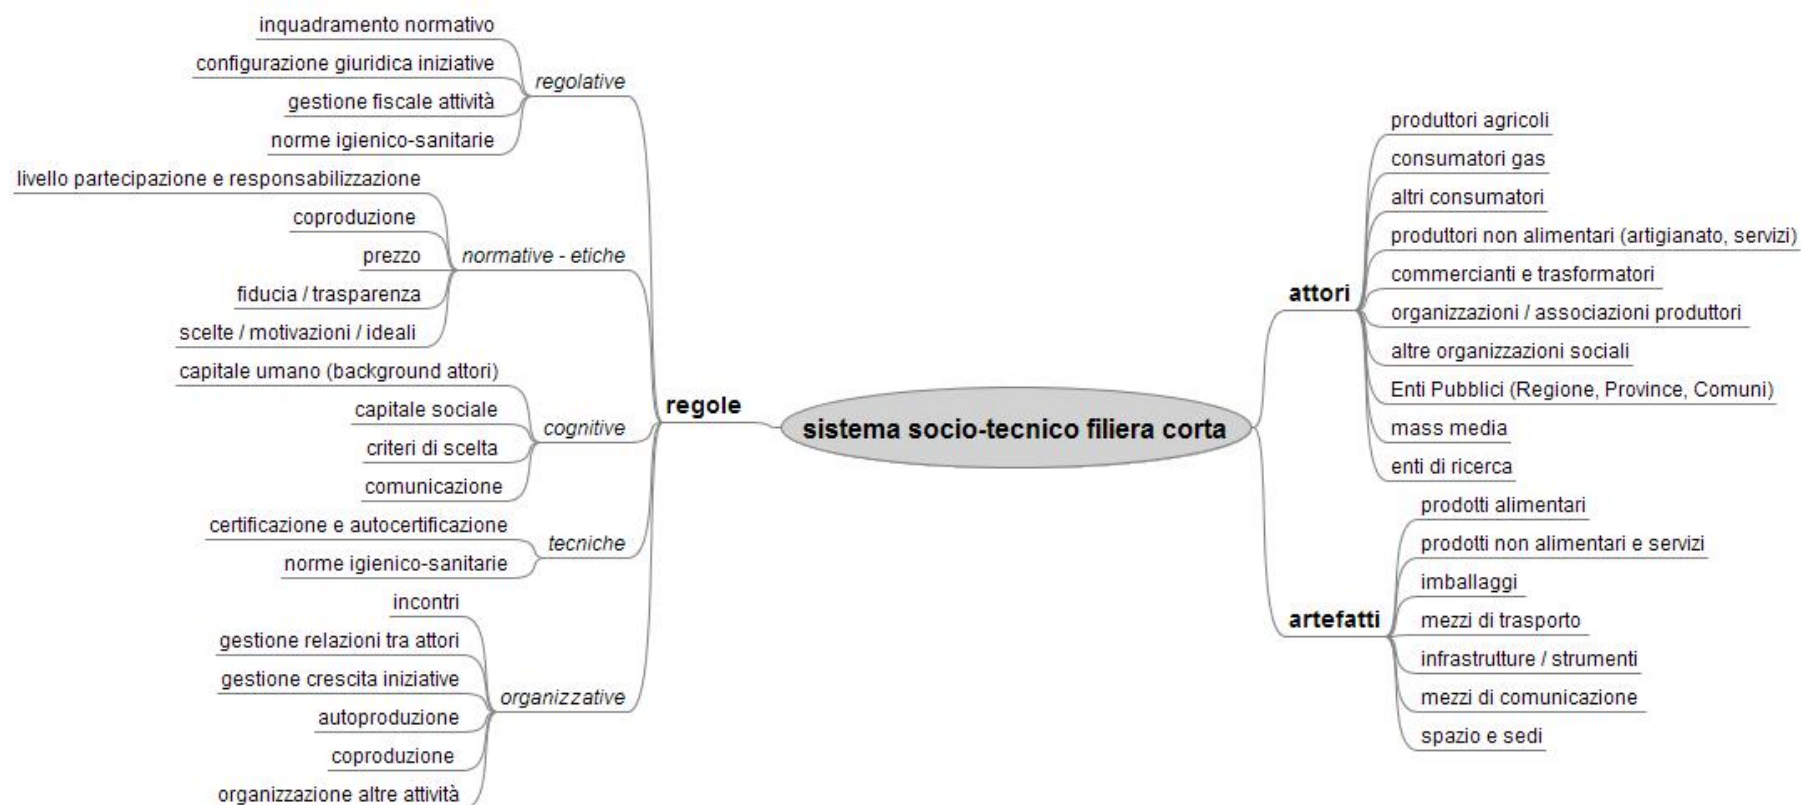 inquadramento normativo
configurazione giuridica iniziative
gestione fiscale attività
norme igienico-sanitarie
regolative
livello partecipazione e responsabilizzazione
coproduzione
prezzo
fiducia / trasparenza
scelte / motivazioni / ideali
normative - etiche
capitale umano (background attori)
capitale sociale
criteri di scelta
comunicazione
cognitive
certificazione e autocertificazione
norme igienico-sanitarie
tecniche
incontri
gestione relazioni tra attori
gestione crescita iniziative
autoproduzione
coproduzione
organizzazione altre attività
organizzative
regole
sistema socio-tecnico filiera corta
attori
produttori agricoli
consumatori gas
altri consumatori
produttori non alimentari (artigianato, servizi)
commercianti e trasformatori
organizzazioni / associazioni produttori
altre organizzazioni sociali
Enti Pubblici (Regione, Province, Comuni)
mass media
enti di ricerca
artefatti
prodotti alimentari
prodotti non alimentari e servizi
imballaggi
mezzi di trasporto
infrastrutture / strumenti
mezzi di comunicazione
spazio e sedi